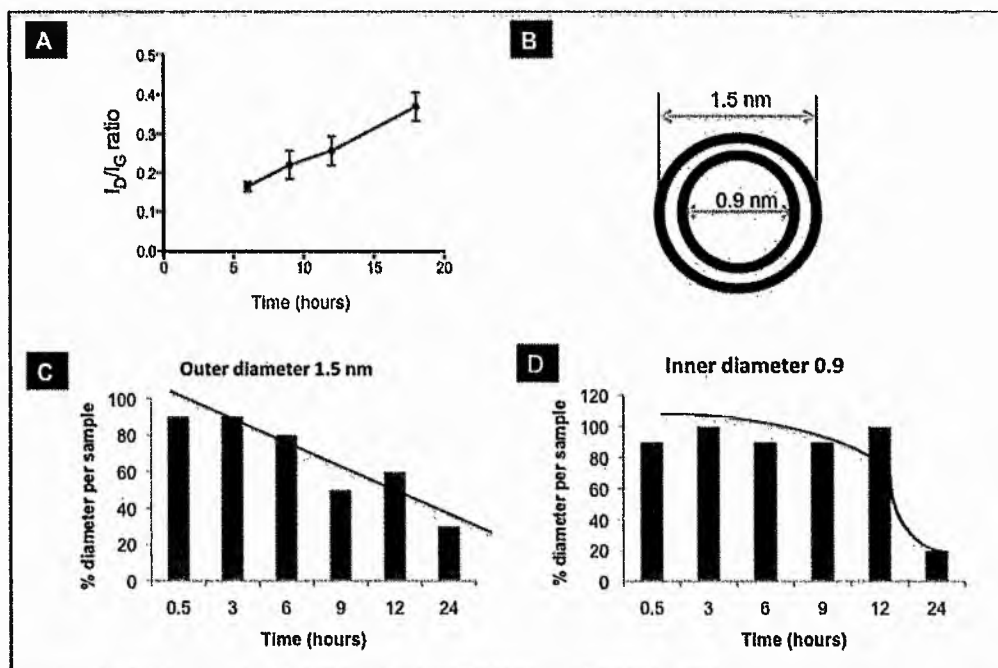 A
I_D/I_G ratio
0.5
0.4
0.3
0.2
0.1
0.0
0 5 10 15 20
Time (hours)
B
1.5 nm
0.9 nm
C
Outer diameter 1.5 nm
% diameter per sample
100
80
60
40
20
0
0.5 3 6 9 12 24
Time (hours)
D
Inner diameter 0.9
% diameter per sample
120
100
80
60
40
20
0
0.5 3 6 9 12 24
Time (hours)